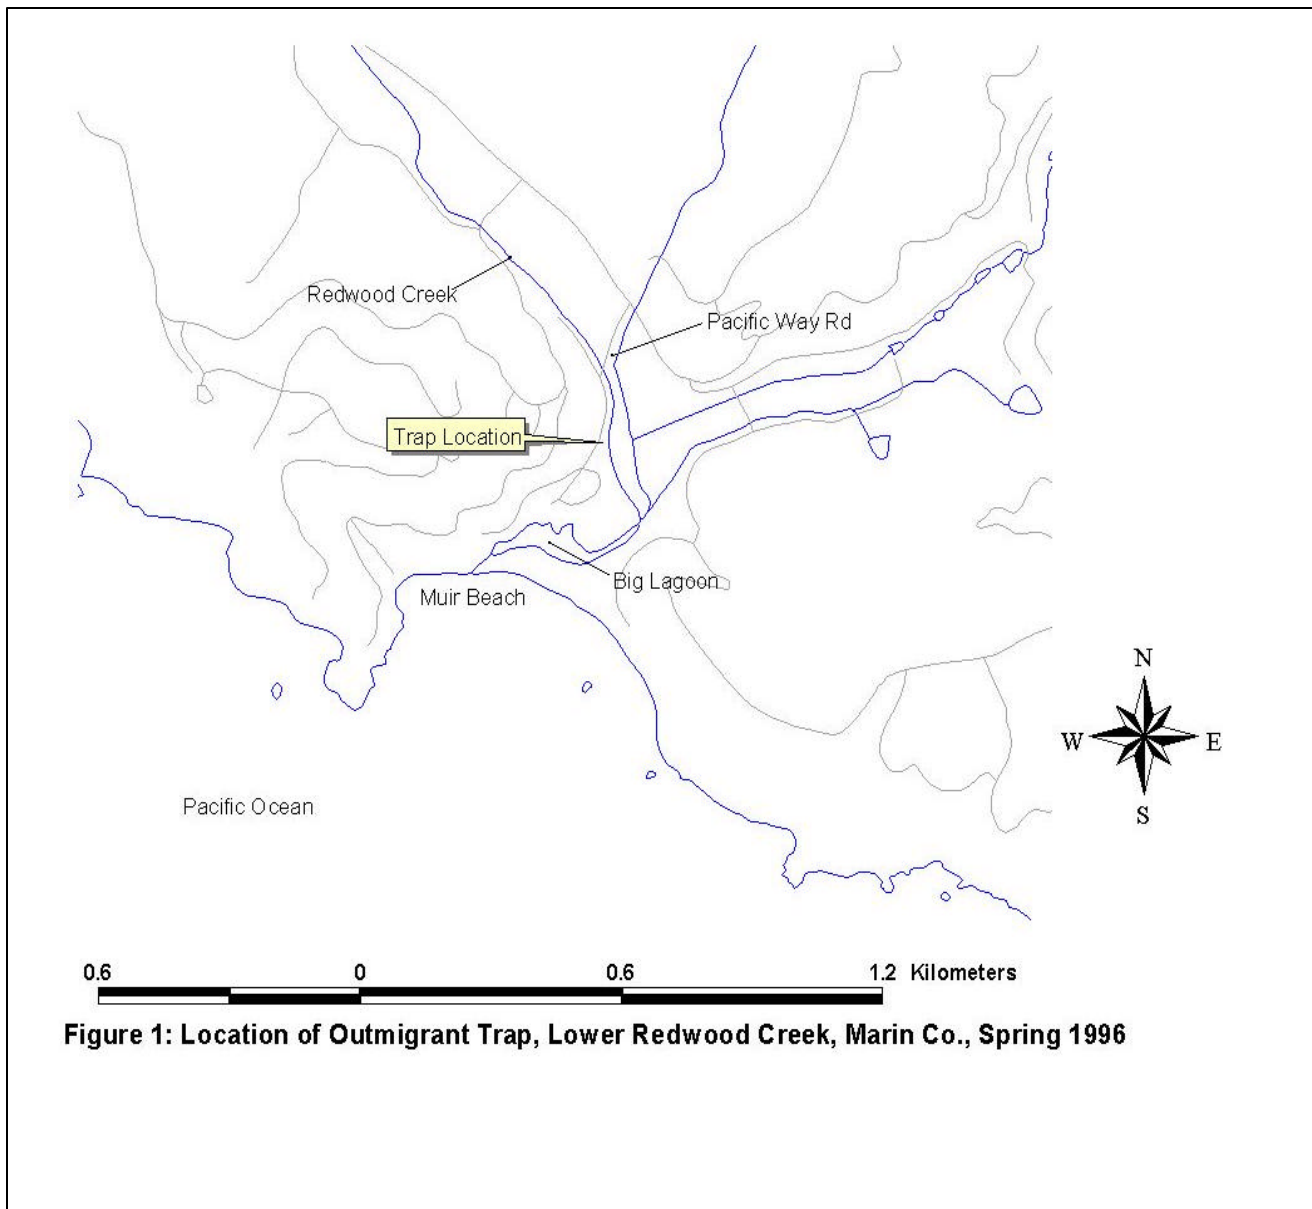 Redwood Creek
Pacific Way Rd
Trap Location
Big Lagoon
Muir Beach
N
W
E
S
Pacific Ocean
0.6 0 0.6 1.2 Kilometers
Figure 1: Location of Outmigrant Trap, Lower Redwood Creek, Marin Co., Spring 1996